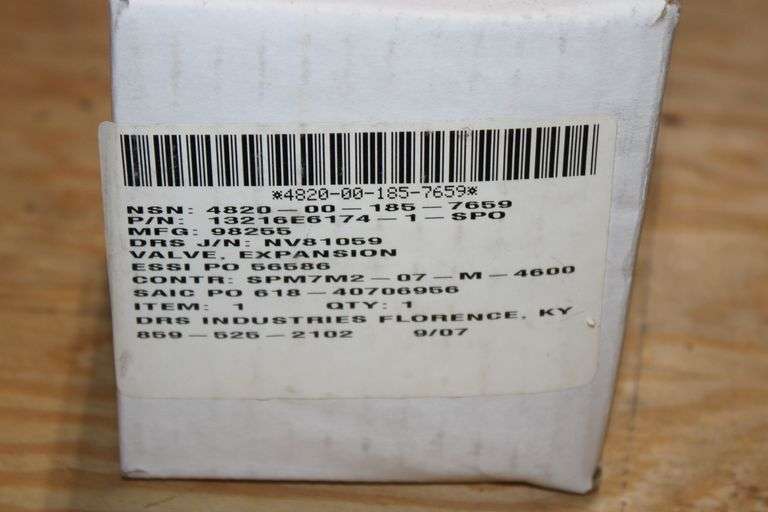 *4820-00-185-7659*
NSN: 4820-00-185-7659
P/N: 13216E6174-1-SPO
MFG: 98255
DRS J/N: NV81059
VALVE, EXPANSION
ESSI PO 56586
CONTR: SPM7M2-07-M-4600
SAIC PO 618-40706956
ITEM: 1 QTY: 1
DRS INDUSTRIES FLORENCE, KY
859-525-2102 9/07